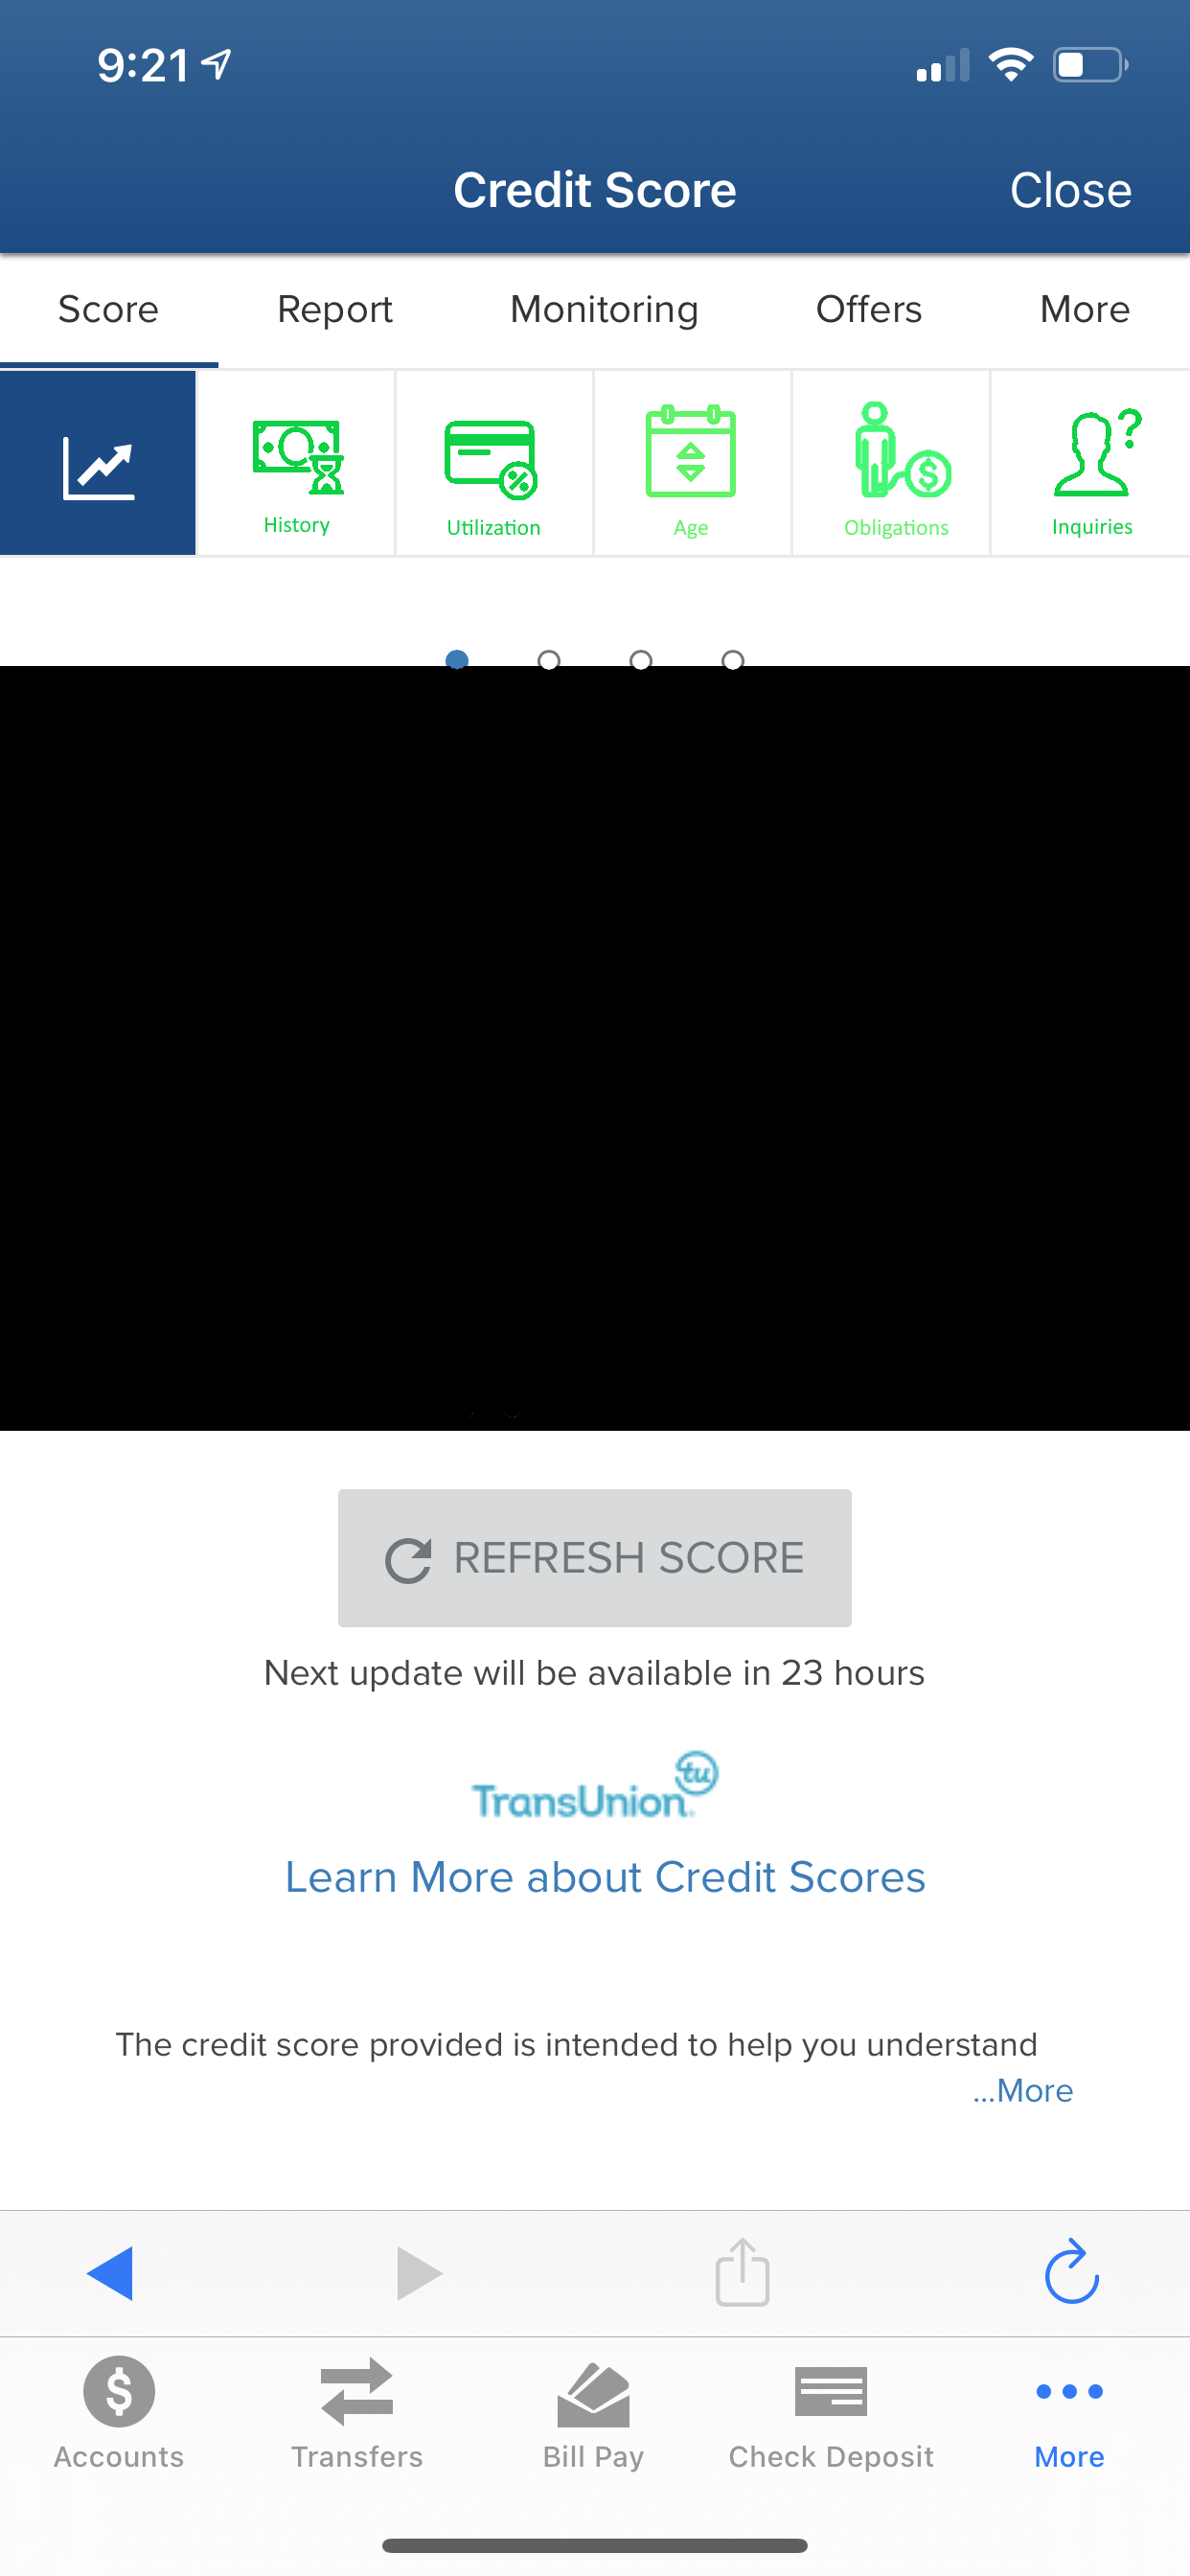 9:21
Credit Score Close
Score Report Monitoring Offers More
History Utilization Age Obligations Inquiries
REFRESH SCORE
Next update will be available in 23 hours
TransUnion tu
Learn More about Credit Scores
The credit score provided is intended to help you understand
...More
Accounts Transfers Bill Pay Check Deposit More